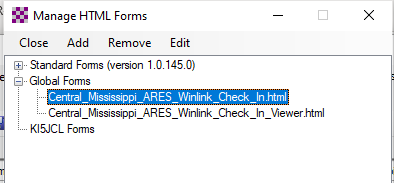 Manage HTML Forms
Close Add Remove Edit
Standard Forms (version 1.0.145.0)
Global Forms
Central_Mississippi_ARES_Winlink_Check_In.html
Central_Mississippi_ARES_Winlink_Check_In_Viewer.html
KI5JCL Forms